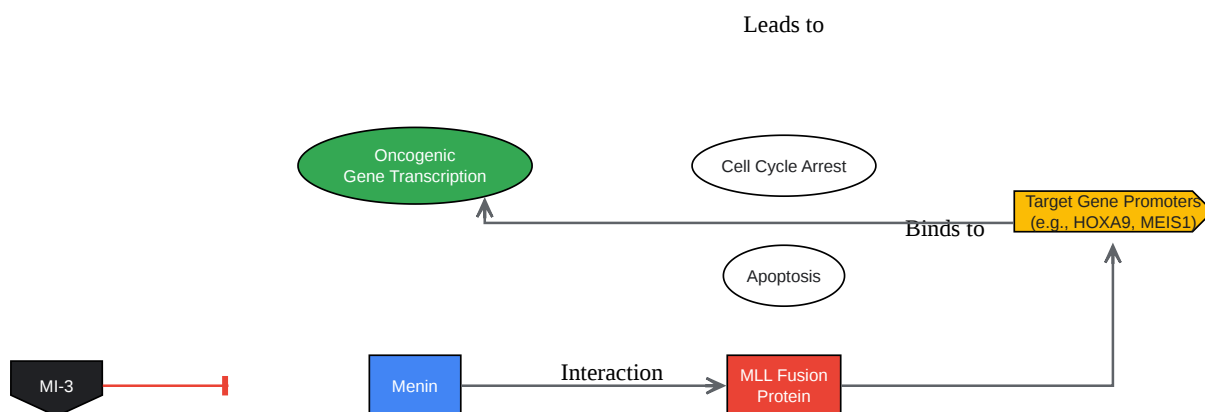 Leads to
Oncogenic
Gene Transcription
Cell Cycle Arrest
Target Gene Promoters
(e.g., HOXA9, MEIS1)
Binds to
Apoptosis
MI-3
Menin
Interaction
MLL Fusion
Protein